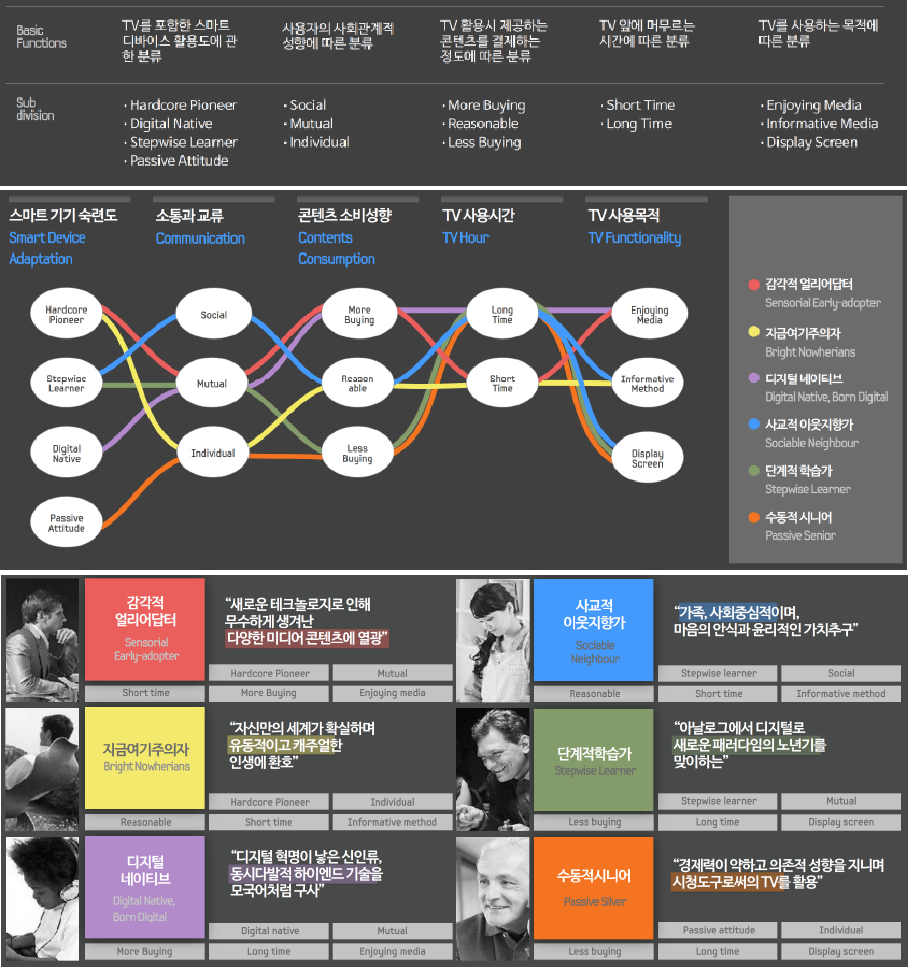 Basic
Functions
TV를 포함한 스마트
디바이스 활용도에 관
한 분류
사용자의 사회관계적
성향에 따른 분류
TV 활용시 제공하는
콘텐츠를 결제하는
정도에 따른 분류
TV 앞에 머무르는
시간에 따른 분류
TV를 사용하는 목적에
따른 분류
Sub
division
· Hardcore Pioneer
· Digital Native
· Stepwise Learner
· Passive Attitude
· Social
· Mutual
· Individual
· More Buying
· Reasonable
· Less Buying
· Short Time
· Long Time
· Enjoying Media
· Informative Media
· Display Screen
스마트 기기 숙련도
Smart Device
Adaptation
소통과 교류
Communication
콘텐츠 소비성향
Contents
Consumption
TV 사용시간
TV Hour
TV 사용목적
TV Functionality
Hardcore
Pioneer
Social
More
Buying
Long
Time
Enjoying
Media
Stepwise
Learner
Mutual
Reason
able
Short
Time
Informative
Method
Digital
Native
Individual
Less
Buying
Display
Screen
Passive
Attitude
감각적 얼리어답터
Sensorial Early-adopter
지금여기주의자
Bright Nowherians
디지털 네이티브
Digital Native, Born Digital
사교적 이웃지향가
Sociable Neighbour
단계적 학습가
Stepwise Learner
수동적 시니어
Passive Senior
감각적
얼리어답터
Sensorial
Early-adopter
“새로운 테크놀로지로 인해
무수하게 생겨난
다양한 미디어 콘텐츠에 열광”
Hardcore Pioneer
Mutual
Short time
More Buying
Enjoying media
사교적
이웃지향가
Sociable
Neighbour
“가족, 사회중심적이며,
마음의 안식과 윤리적인 가치추구”
Stepwise learner
Social
Reasonable
Short time
Informative method
지금여기주의자
Bright Nowherians
“자신만의 세계가 확실하며
유동적이고 캐주얼한
인생에 환호”
Hardcore Pioneer
Individual
Reasonable
Short time
Informative method
단계적학습가
Stepwise Learner
“아날로그에서 디지털로
새로운 패러다임의 노년기를
맞이하는”
Stepwise learner
Mutual
Less buying
Long time
Display screen
디지털
네이티브
Digital Native,
Born Digital
“디지털 혁명이 낳은 신인류,
동시다발적 하이엔드 기술을
모국어처럼 구사”
Digital native
Mutual
More Buying
Long time
Enjoying media
수동적시니어
Passive Silver
“경제력이 약하고 의존적 성향을 지니며
시청도구로써의 TV를 활용”
Passive attitude
Individual
Less buying
Long time
Display screen